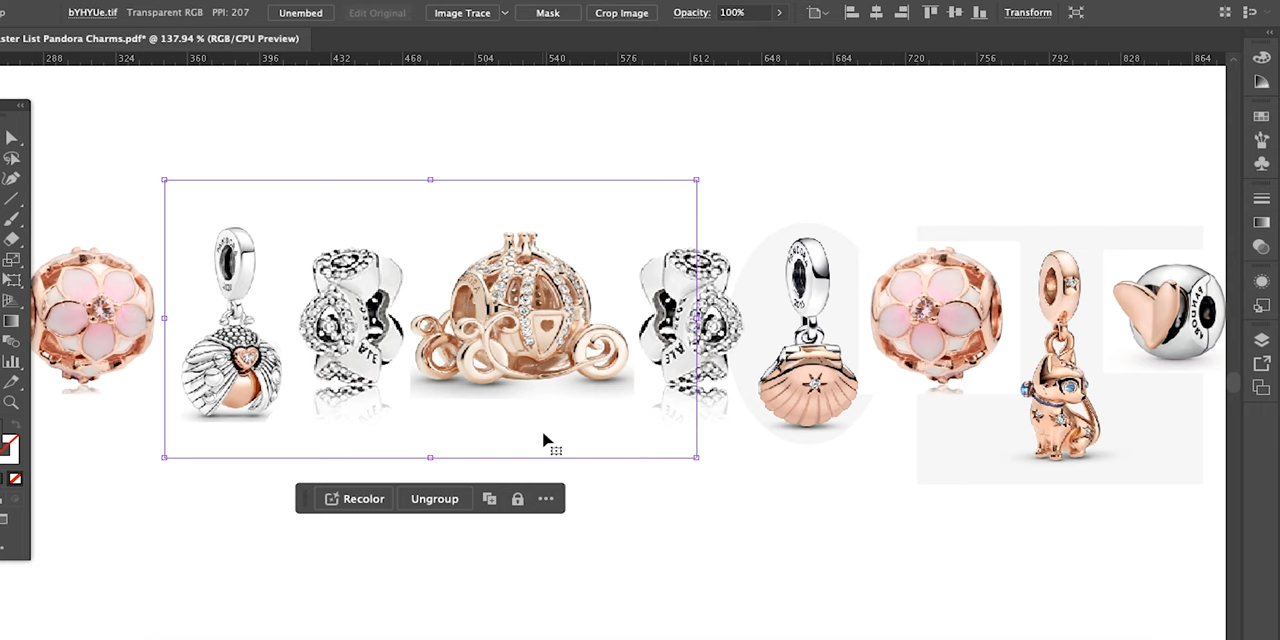 p bYHYUe.tif Transparent RGB PPI: 207 Unembed Edit Original Image Trace Mask Crop Image Opacity: 100% Transform
aster List Pandora Charms.pdf* @ 137.94 % (RGB/CPU Preview)
288 324 360 396 432 468 504 540 576 612 648 684 720 756 792 828 864
Recolor Ungroup